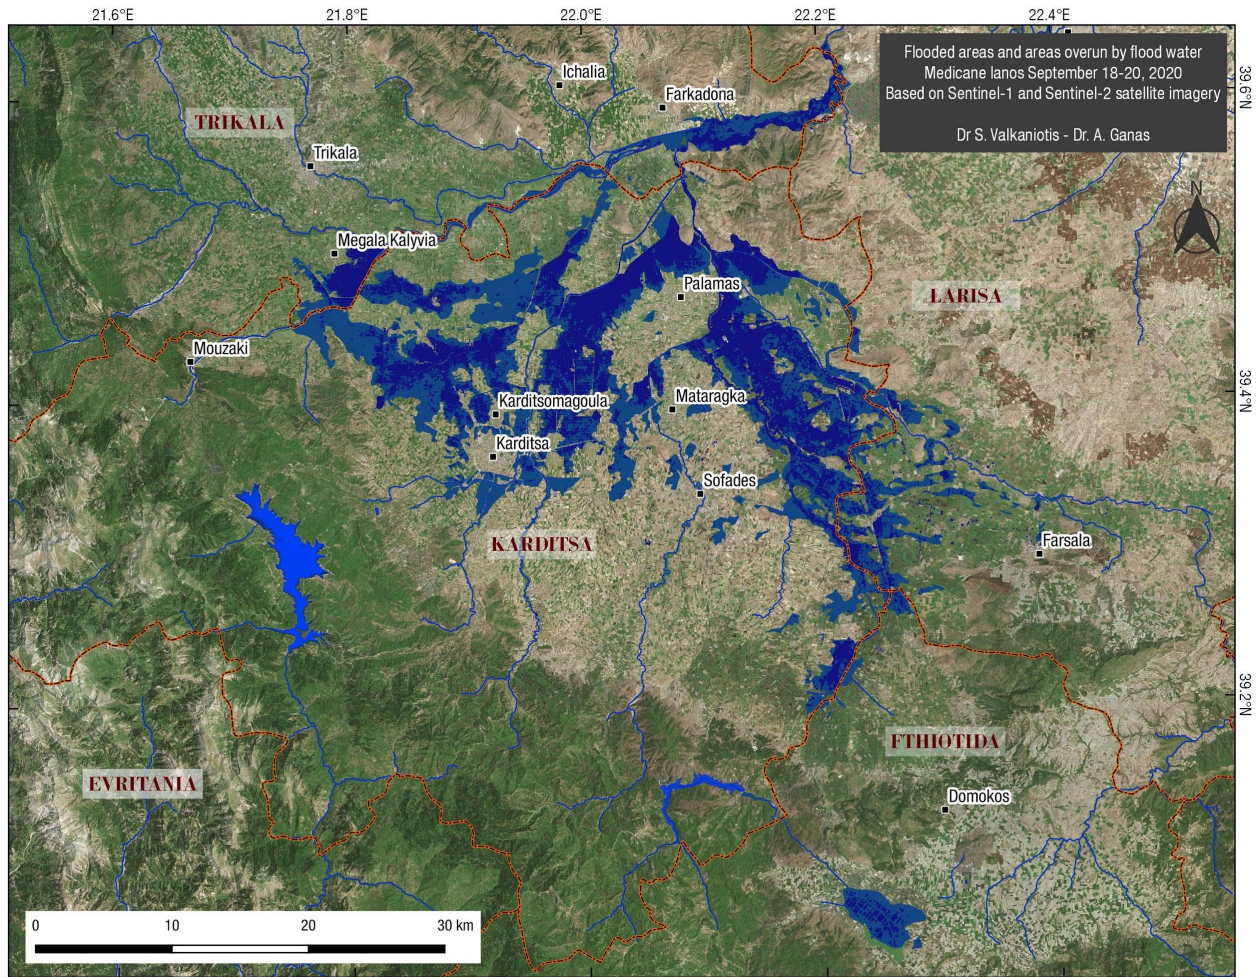 21.6°E
21.8°E
22.0°E
22.2°E
22.4°E
Flooded areas and areas overrun by flood water
Medicane Ianos September 18-20, 2020
Based on Sentinel-1 and Sentinel-2 satellite imagery
Dr S. Valkaniotis - Dr. A. Ganas
39.6°N
Ichalia
Farkadona
TRIKALA
Trikala
N
Megala Kalyvia
Palamas
LARISA
Mouzaki
39.4°N
Karditsomagoula
Mataragka
Karditsa
Sofades
KARDITSA
Farsala
39.2°N
FTHIOTIDA
EVRITANIA
Domokos
0
10
20
30 km